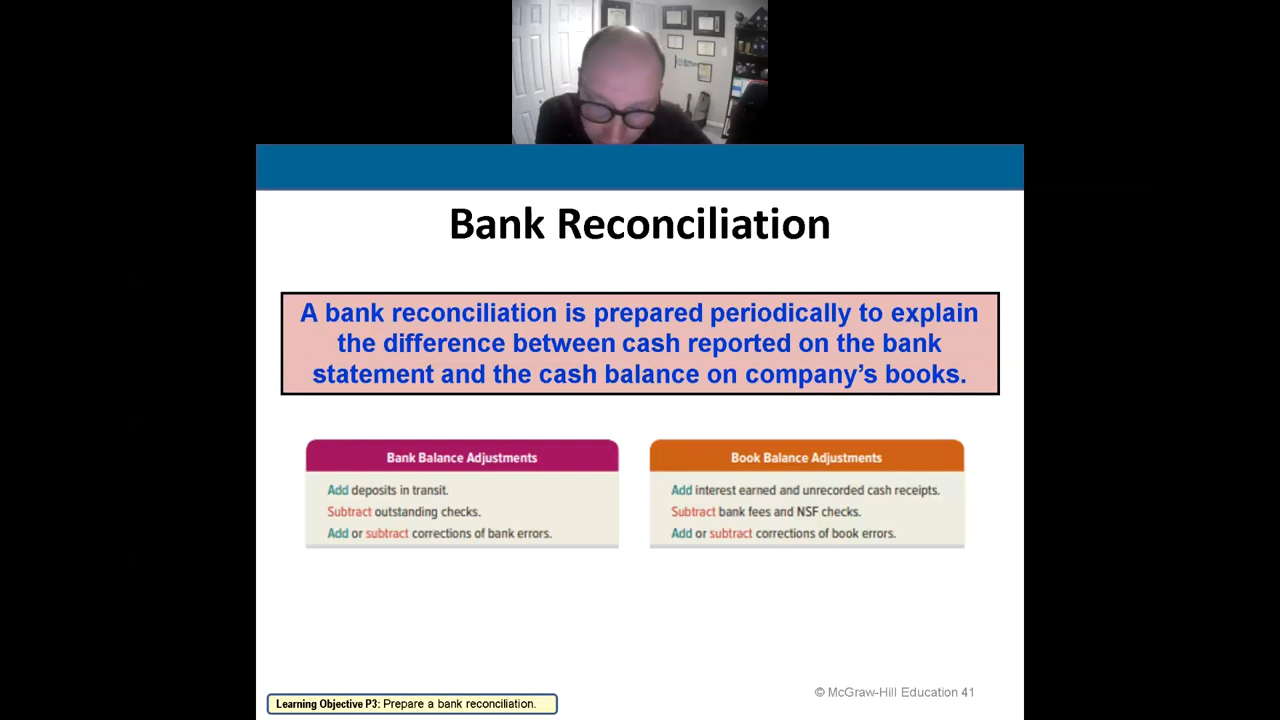 Bank Reconciliation
A bank reconciliation is prepared periodically to explain
the difference between cash reported on the bank
statement and the cash balance on company’s books.
Bank Balance Adjustments
Add deposits in transit.
Subtract outstanding checks.
Add or subtract corrections of bank errors.
Book Balance Adjustments
Add interest earned and unrecorded cash receipts.
Subtract bank fees and NSF checks.
Add or subtract corrections of book errors.
Learning Objective P3: Prepare a bank reconciliation.
© McGraw-Hill Education 41